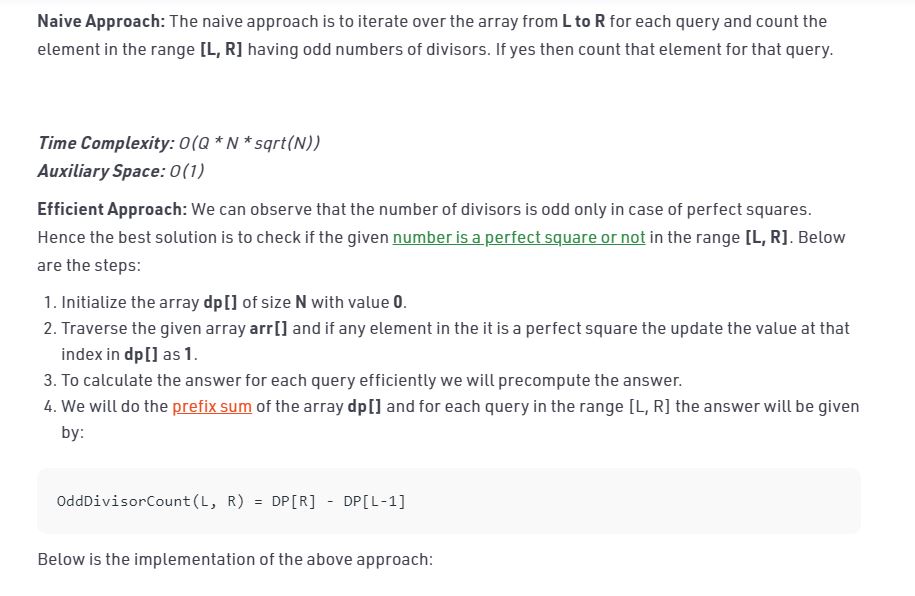 Naive Approach: The naive approach is to iterate over the array from L to R for each query and count the
element in the range [L, R] having odd numbers of divisors. If yes then count that element for that query.
Time Complexity: O(Q * N * sqrt(N))
Auxiliary Space: O(1)
Efficient Approach: We can observe that the number of divisors is odd only in case of perfect squares.
Hence the best solution is to check if the given number is a perfect square or not in the range [L, R]. Below
are the steps:
1. Initialize the array dp[] of size N with value 0.
2. Traverse the given array arr[] and if any element in the it is a perfect square the update the value at that
index in dp[] as 1.
3. To calculate the answer for each query efficiently we will precompute the answer.
4. We will do the prefix sum of the array dp[] and for each query in the range [L, R] the answer will be given
by:
OddDivisorCount(L, R) = DP[R] - DP[L-1]
Below is the implementation of the above approach: